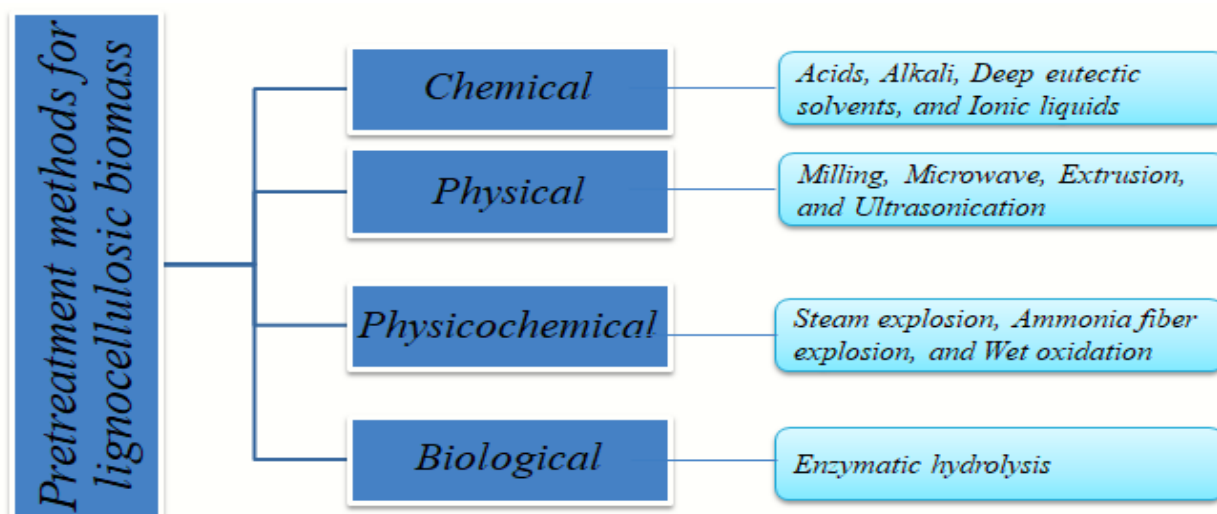 Pretreatment methods for
lignocellulosic biomass
Chemical
Acids, Alkali, Deep eutectic
solvents, and Ionic liquids
Physical
Milling, Microwave, Extrusion,
and Ultrasonication
Physicochemical
Steam explosion, Ammonia fiber
explosion, and Wet oxidation
Biological
Enzymatic hydrolysis